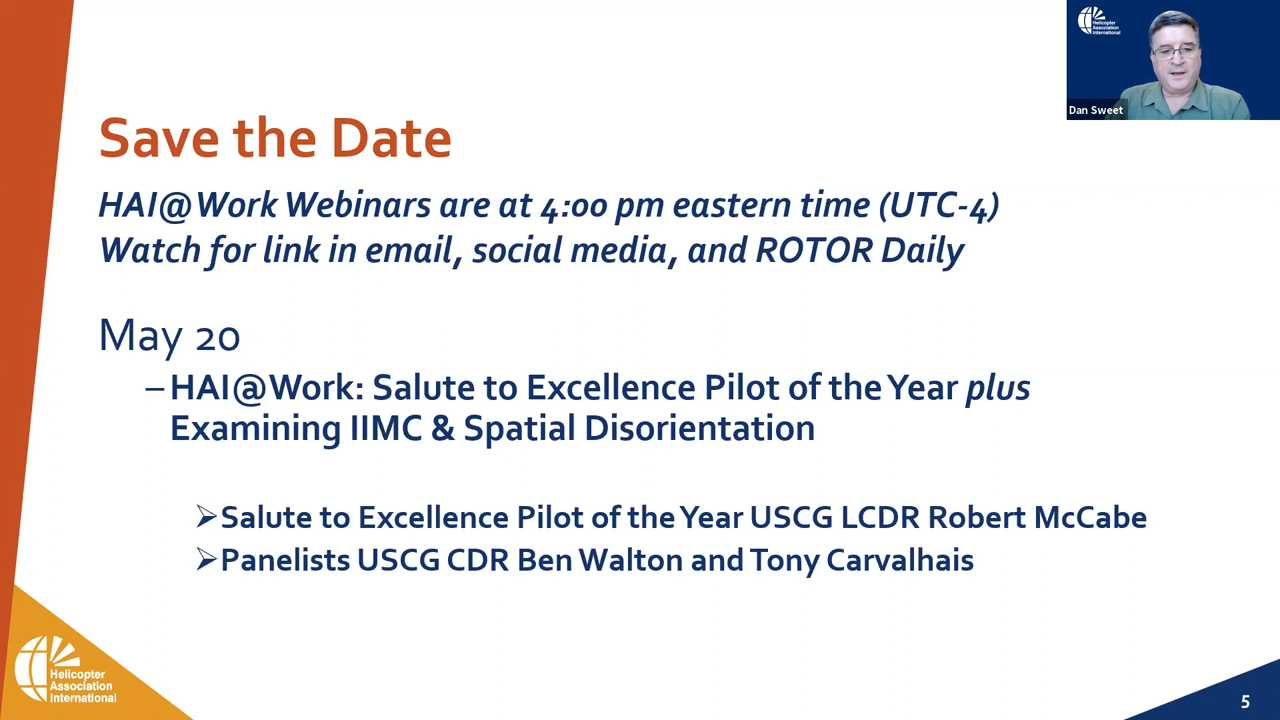 Helicopter
Association
International
Dan Sweet
Save the Date
HAI@Work Webinars are at 4:00 pm eastern time (UTC-4)
Watch for link in email, social media, and ROTOR Daily
May 20
–HAI@Work: Salute to Excellence Pilot of the Year plus
Examining IIMC & Spatial Disorientation
➢Salute to Excellence Pilot of the Year USCG LCDR Robert McCabe
➢Panelists USCG CDR Ben Walton and Tony Carvalhais
Helicopter
Association
International
5